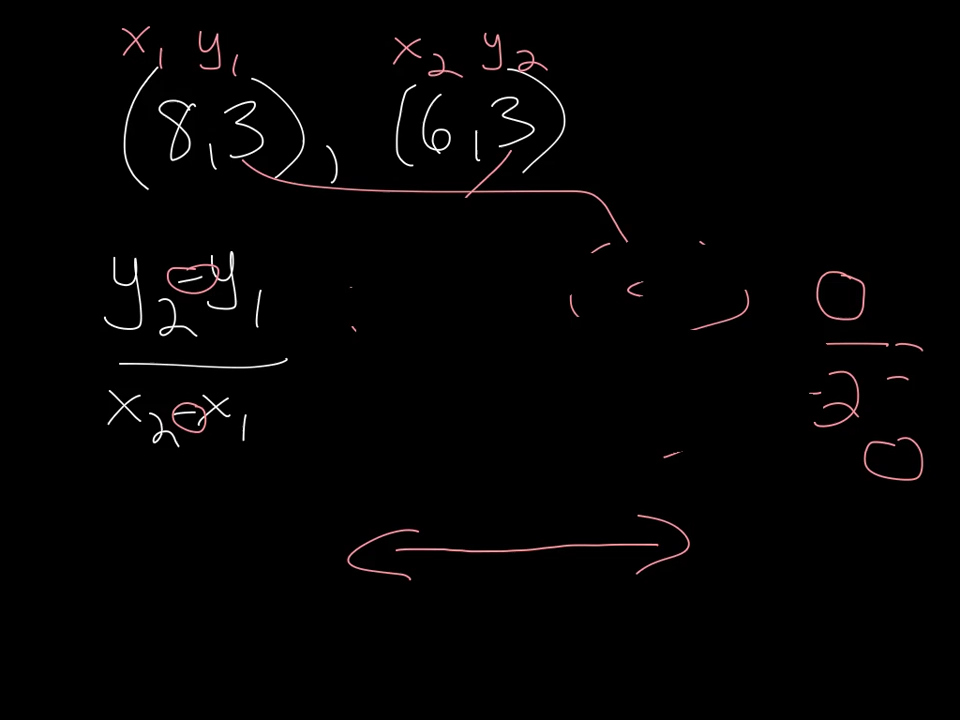 x₁ y₁ x₂ y₂
(8,3), (6,3)
y₂ - y₁ 0
x₂ - x₁ -2 =
0